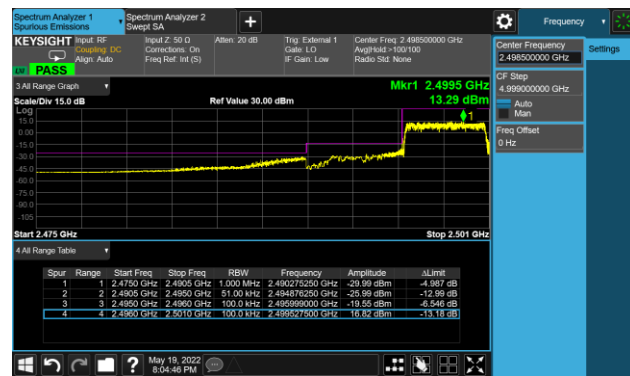 Spectrum Analyzer 1
Spurious Emissions
Spectrum Analyzer 2
Swept SA
Frequency
KEYSIGHT
Input: RF
Coupling: DC
Align: Auto
Input Z: 50 Ω
Corrections: On
Freq Ref: Int (S)
Atten: 20 dB
Trig: External 1
Gate: LO
IF Gain: Low
Center Freq: 2.498500000 GHz
Avg|Hold:>100/100
Radio Std: None
PASS
Center Frequency
2.498500000 GHz
Settings
CF Step
4.999000000 GHz
Auto
Man
Freq Offset
0 Hz
3 All Range Graph
Mkr1 2.4995 GHz
13.29 dBm
Scale/Div 15.0 dB
Ref Value 30.00 dBm
Log
15.0
0.00
-15.0
-30.0
-45.0
-60.0
-75.0
-90.0
-105
1
Start 2.475 GHz
Stop 2.501 GHz
4 All Range Table
Spur Range Start Freq Stop Freq RBW Frequency Amplitude ΔLimit
1 1 2.4750 GHz 2.4905 GHz 1.000 MHz 2.490275250 GHz -29.99 dBm -4.987 dB
2 2 2.4905 GHz 2.4950 GHz 51.00 kHz 2.494876250 GHz -25.99 dBm -12.99 dB
3 3 2.4950 GHz 2.4960 GHz 100.0 kHz 2.495999000 GHz -19.55 dBm -6.546 dB
4 4 2.4960 GHz 2.5010 GHz 100.0 kHz 2.499527500 GHz 16.82 dBm -13.18 dB
May 19, 2022
8:04:46 PM